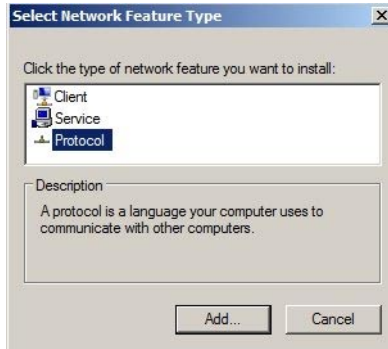 Select Network Feature Type
Click the type of network feature you want to install:
Client
Service
Protocol
Description
A protocol is a language your computer uses to
communicate with other computers.
Add...
Cancel